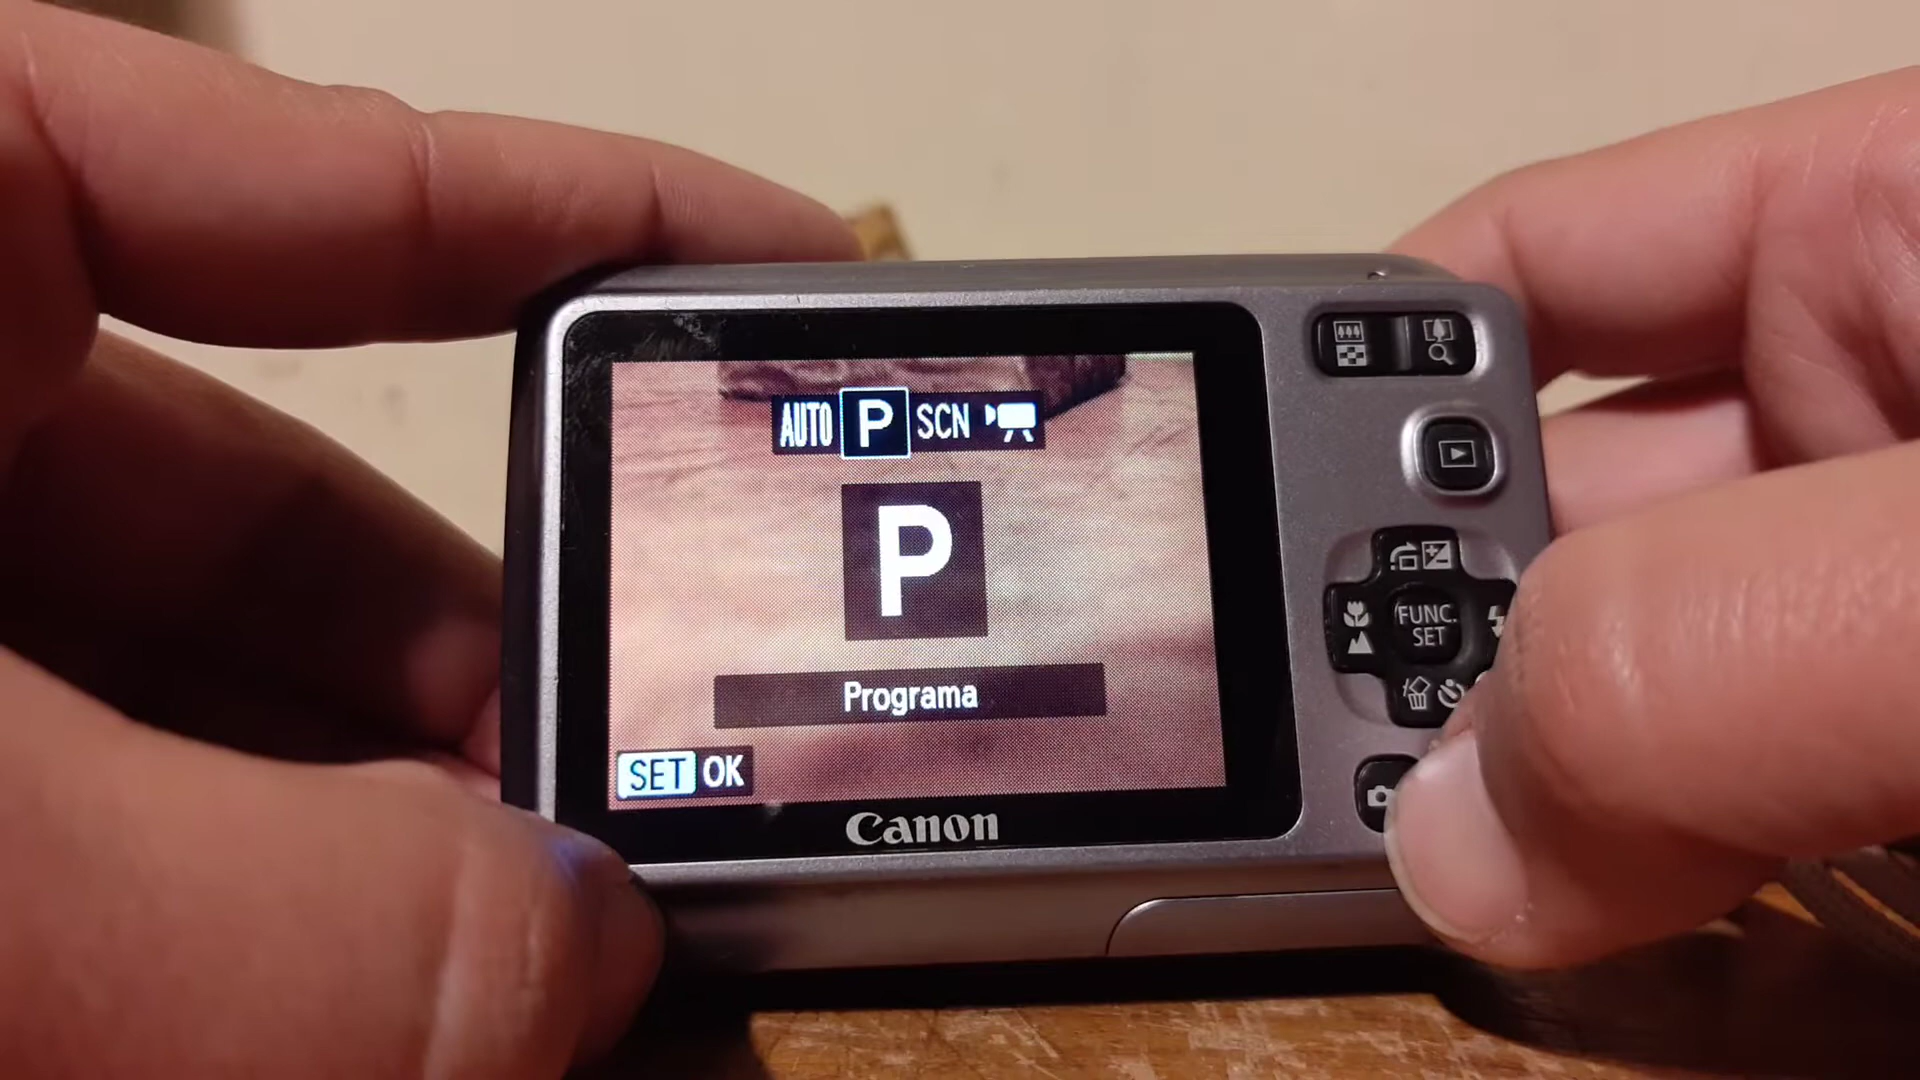 AUTO P SCN
P
Programa
SET OK
Canon
FUNC.
SET